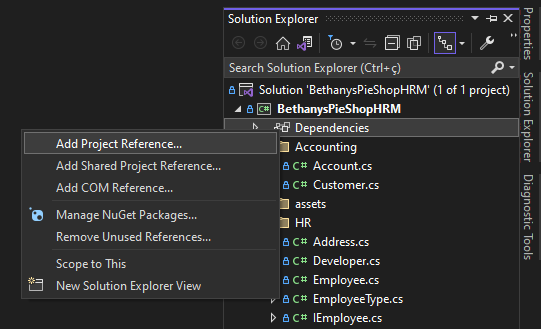 Solution Explorer
Search Solution Explorer (Ctrl+ç)
Solution 'BethanysPieShopHRM' (1 of 1 project)
BethanysPieShopHRM
Dependencies
Accounting
C# Account.cs
C# Customer.cs
assets
HR
C# Address.cs
C# Developer.cs
C# Employee.cs
C# EmployeeType.cs
C# IEmployee.cs
Add Project Reference...
Add Shared Project Reference...
Add COM Reference...
Manage NuGet Packages...
Remove Unused References...
Scope to This
New Solution Explorer View
Properties
Solution Explorer
Diagnostic Tools